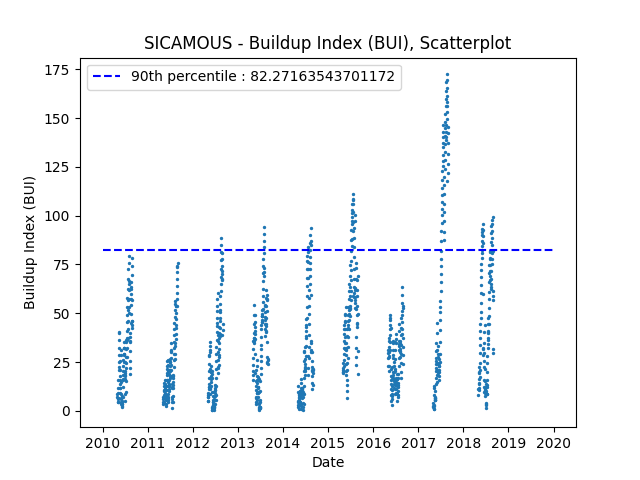 SICAMOUS - Buildup Index (BUI), Scatterplot
90th percentile : 82.27163543701172
175
150
125
100
75
50
25
0
Buildup Index (BUI)
2010 2011 2012 2013 2014 2015 2016 2017 2018 2019 2020
Date